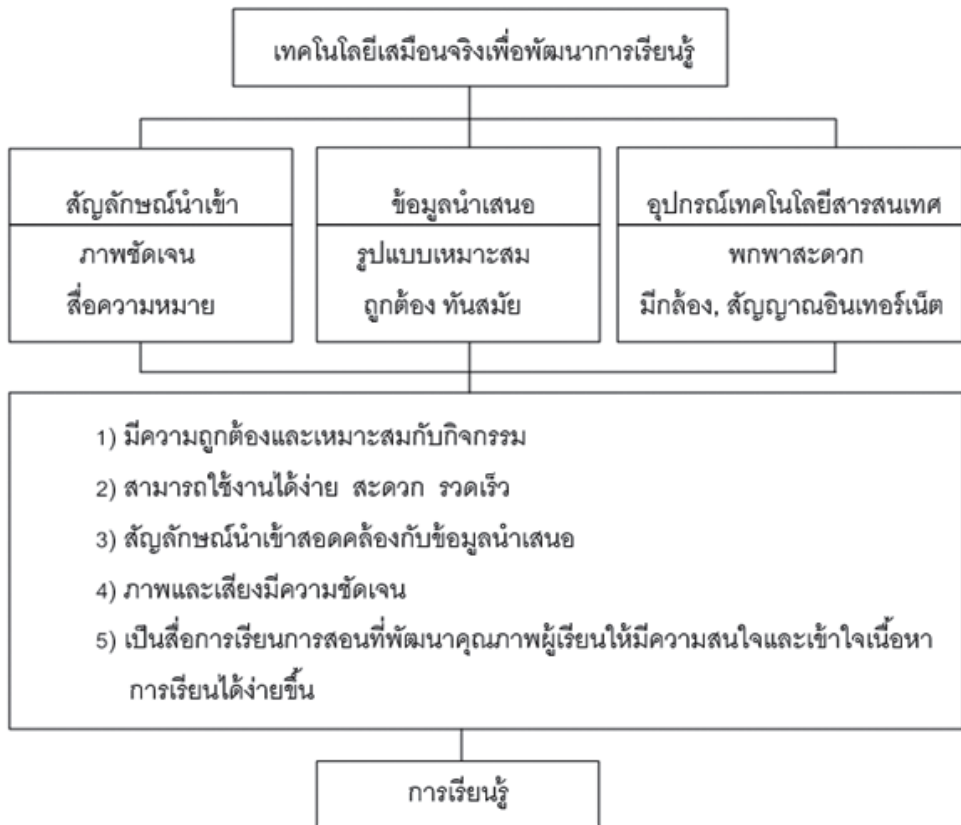 เทคโนโลยีเสมือนจริงเพื่อพัฒนาการเรียนรู้
สัญลักษณ์นำเข้า
ภาพชัดเจน
สื่อความหมาย
ข้อมูลนำเสนอ
รูปแบบเหมาะสม
ถูกต้อง ทันสมัย
อุปกรณ์เทคโนโลยีสารสนเทศ
พกพาสะดวก
มีกล้อง, สัญญาณอินเทอร์เน็ต
1) มีความถูกต้องและเหมาะสมกับกิจกรรม
2) สามารถใช้งานได้ง่าย สะดวก รวดเร็ว
3) สัญลักษณ์นำเข้าสอดคล้องกับข้อมูลนำเสนอ
4) ภาพและเสียงมีความชัดเจน
5) เป็นสื่อการเรียนการสอนที่พัฒนาคุณภาพผู้เรียนให้มีความสนใจและเข้าใจเนื้อหา
การเรียนได้ง่ายขึ้น
การเรียนรู้